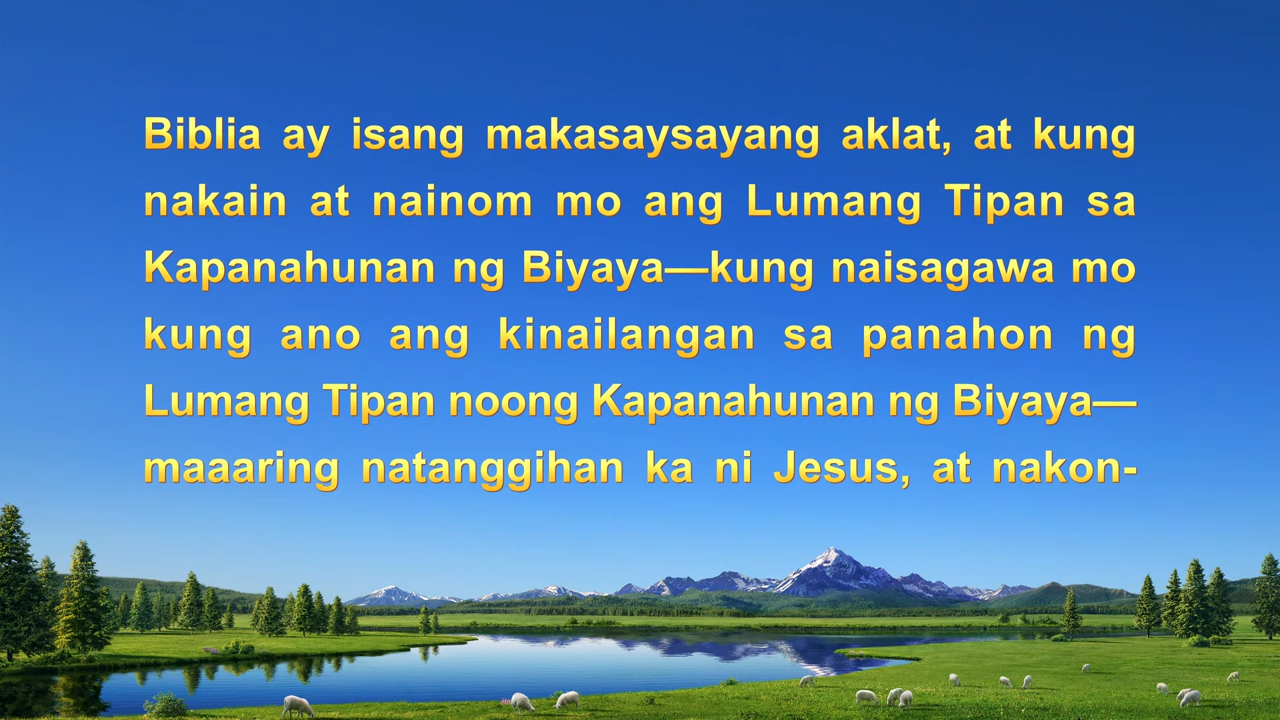 Biblia ay isang makasaysayang aklat, at kung
nakain at nainom mo ang Lumang Tipan sa
Kapanahunan ng Biyaya—kung naisagawa mo
kung ano ang kinailangan sa panahon ng
Lumang Tipan noong Kapanahunan ng Biyaya—
maaaring natanggihan ka ni Jesus, at nakon-